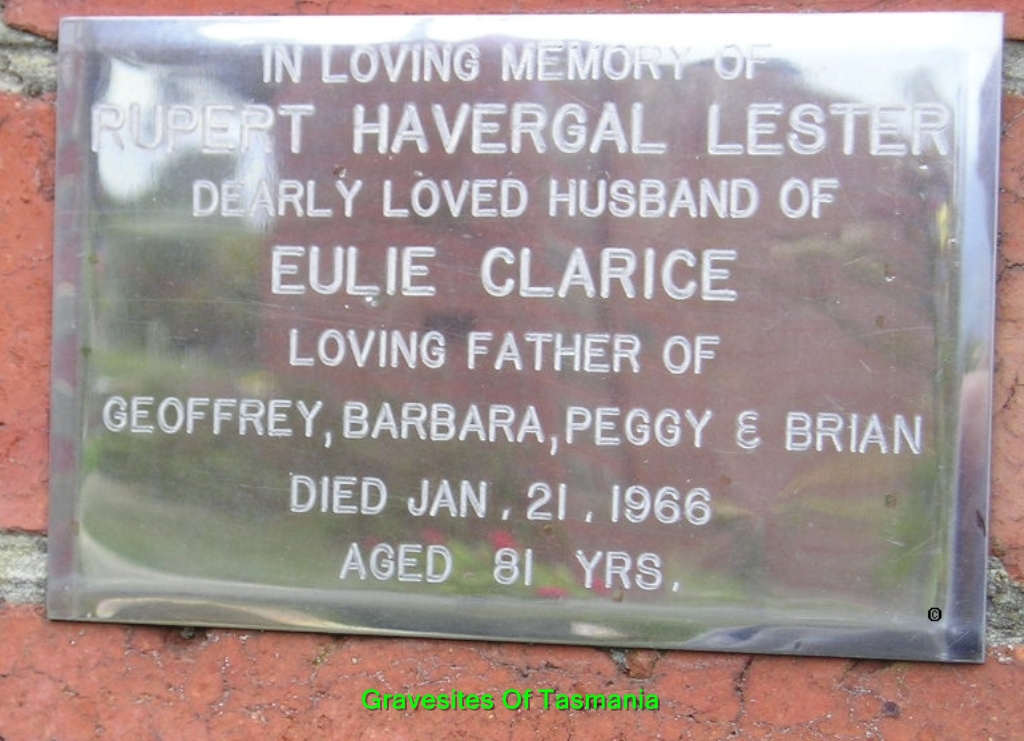 IN LOVING MEMORY OF
RUPERT HAVERGAL LESTER
DEARLY LOVED HUSBAND OF
EULIE CLARICE
LOVING FATHER OF
GEOFFREY, BARBARA, PEGGY & BRIAN
DIED JAN. 21. 1966
AGED 81 YRS.
©
Gravesites Of Tasmania